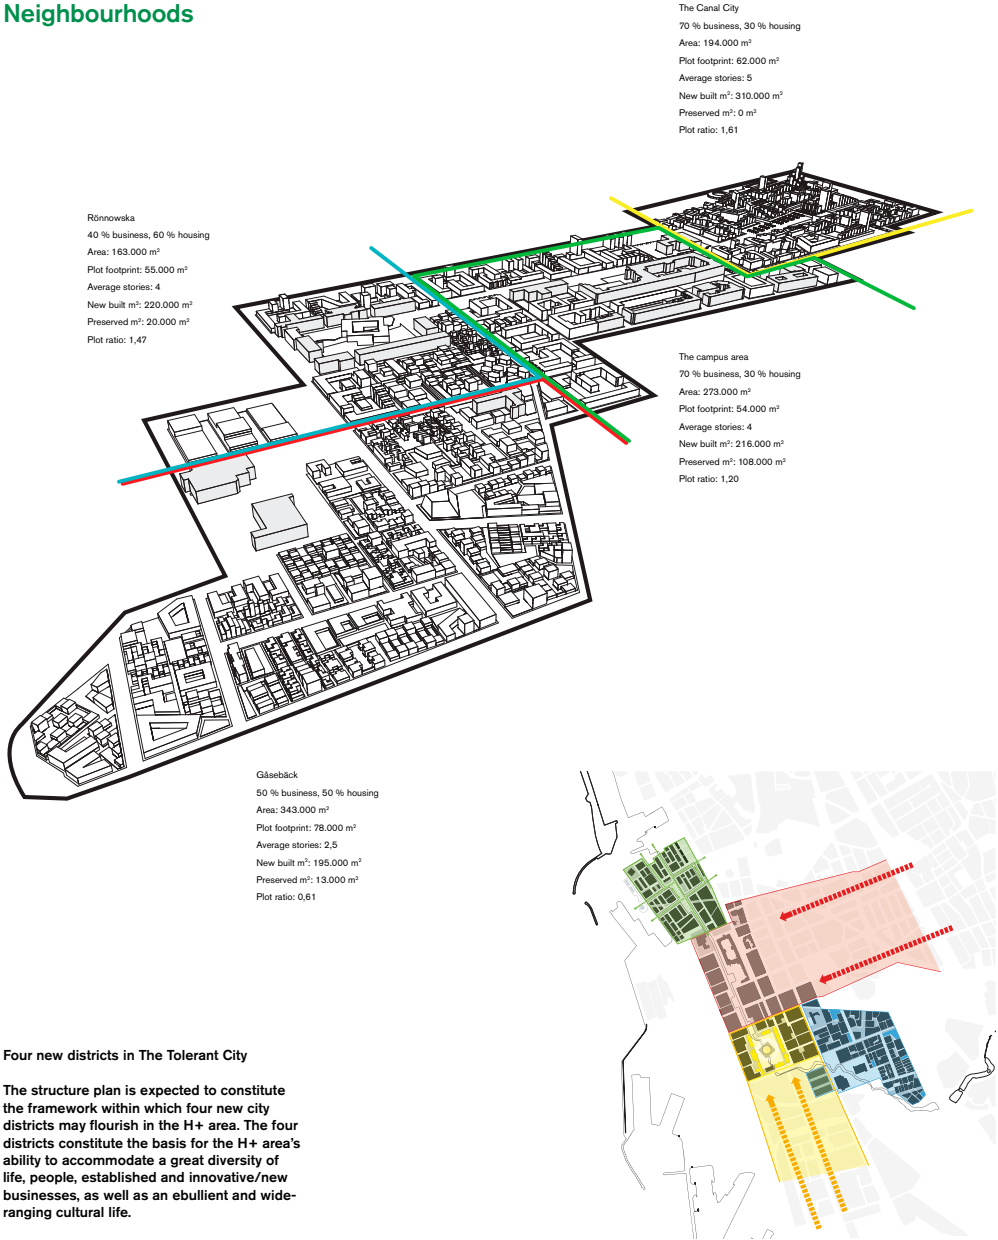 Neighbourhoods
The Canal City
70 % business, 30 % housing
Area: 194.000 m²
Plot footprint: 62.000 m²
Average stories: 5
New built m²: 310.000 m²
Preserved m²: 0 m²
Plot ratio: 1,61
Rönnowska
40 % business, 60 % housing
Area: 163.000 m²
Plot footprint: 55.000 m²
Average stories: 4
New built m²: 220.000 m²
Preserved m²: 20.000 m²
Plot ratio: 1,47
The campus area
70 % business, 30 % housing
Area: 273.000 m²
Plot footprint: 54.000 m²
Average stories: 4
New built m²: 216.000 m²
Preserved m²: 108.000 m²
Plot ratio: 1,20
Gåsebäck
50 % business, 50 % housing
Area: 343.000 m²
Plot footprint: 78.000 m²
Average stories: 2,5
New built m²: 195.000 m²
Preserved m²: 13.000 m²
Plot ratio: 0,61
Four new districts in The Tolerant City
The structure plan is expected to constitute
the framework within which four new city
districts may flourish in the H+ area. The four
districts constitute the basis for the H+ area's
ability to accommodate a great diversity of
life, people, established and innovative/new
businesses, as well as an ebullient and wide-
ranging cultural life.